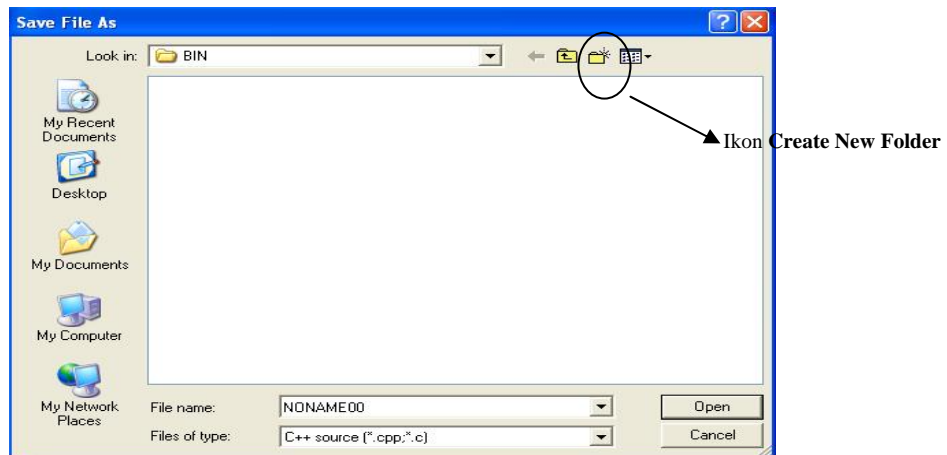 Save File As
Look in: BIN
My Recent
Documents
Desktop
My Documents
My Computer
My Network
Places
File name: NONAME00 Open
Files of type: C++ source (*.cpp;*.c) Cancel
Ikon Create New Folder